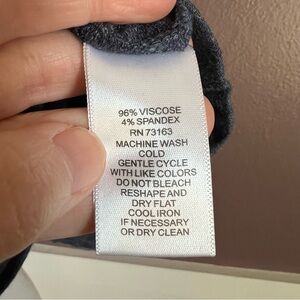 96% VISCOSE
4% SPANDEX
RN 73163
MACHINE WASH
COLD
GENTLE CYCLE
WITH LIKE COLORS
DO NOT BLEACH
RESHAPE AND
DRY FLAT
COOL IRON
IF NECESSARY
OR DRY CLEAN